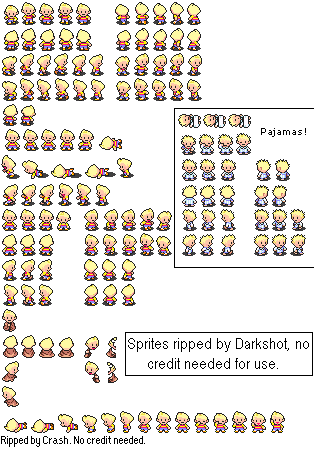 Pajamas!
Sprites ripped by Darkshot, no
credit needed for use.
Ripped by Crash. No credit needed.